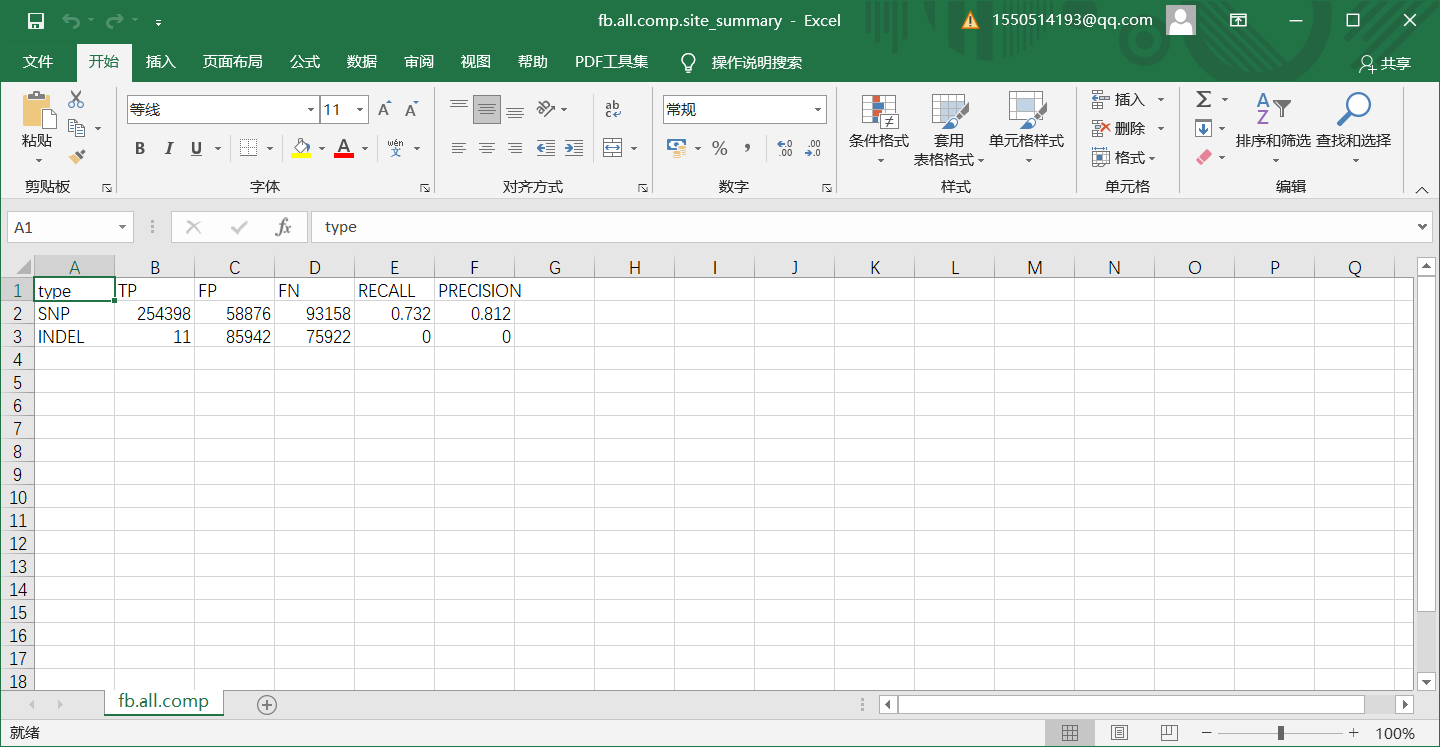 fb.all.comp.site_summary - Excel
1550514193@qq.com
文件 开始 插入 页面布局 公式 数据 审阅 视图 帮助 PDF工具集 操作说明搜索 共享
粘贴
剪贴板
等线 11
B I U A wén 文
字体
ab c
对齐方式
常规
% , .0 .00
数字
条件格式 套用 表格格式 单元格样式
样式
插入
删除
格式
单元格
Σ
排序和筛选 查找和选择
编辑
A1 fx type
A B C D E F G H I J K L M N O P Q
1 type TP FP FN RECALL PRECISION
2 SNP 254398 58876 93158 0.732 0.812
3 INDEL 11 85942 75922 0 0
4
5
6
7
8
9
10
11
12
13
14
15
16
17
18
fb.all.comp
就绪 100%